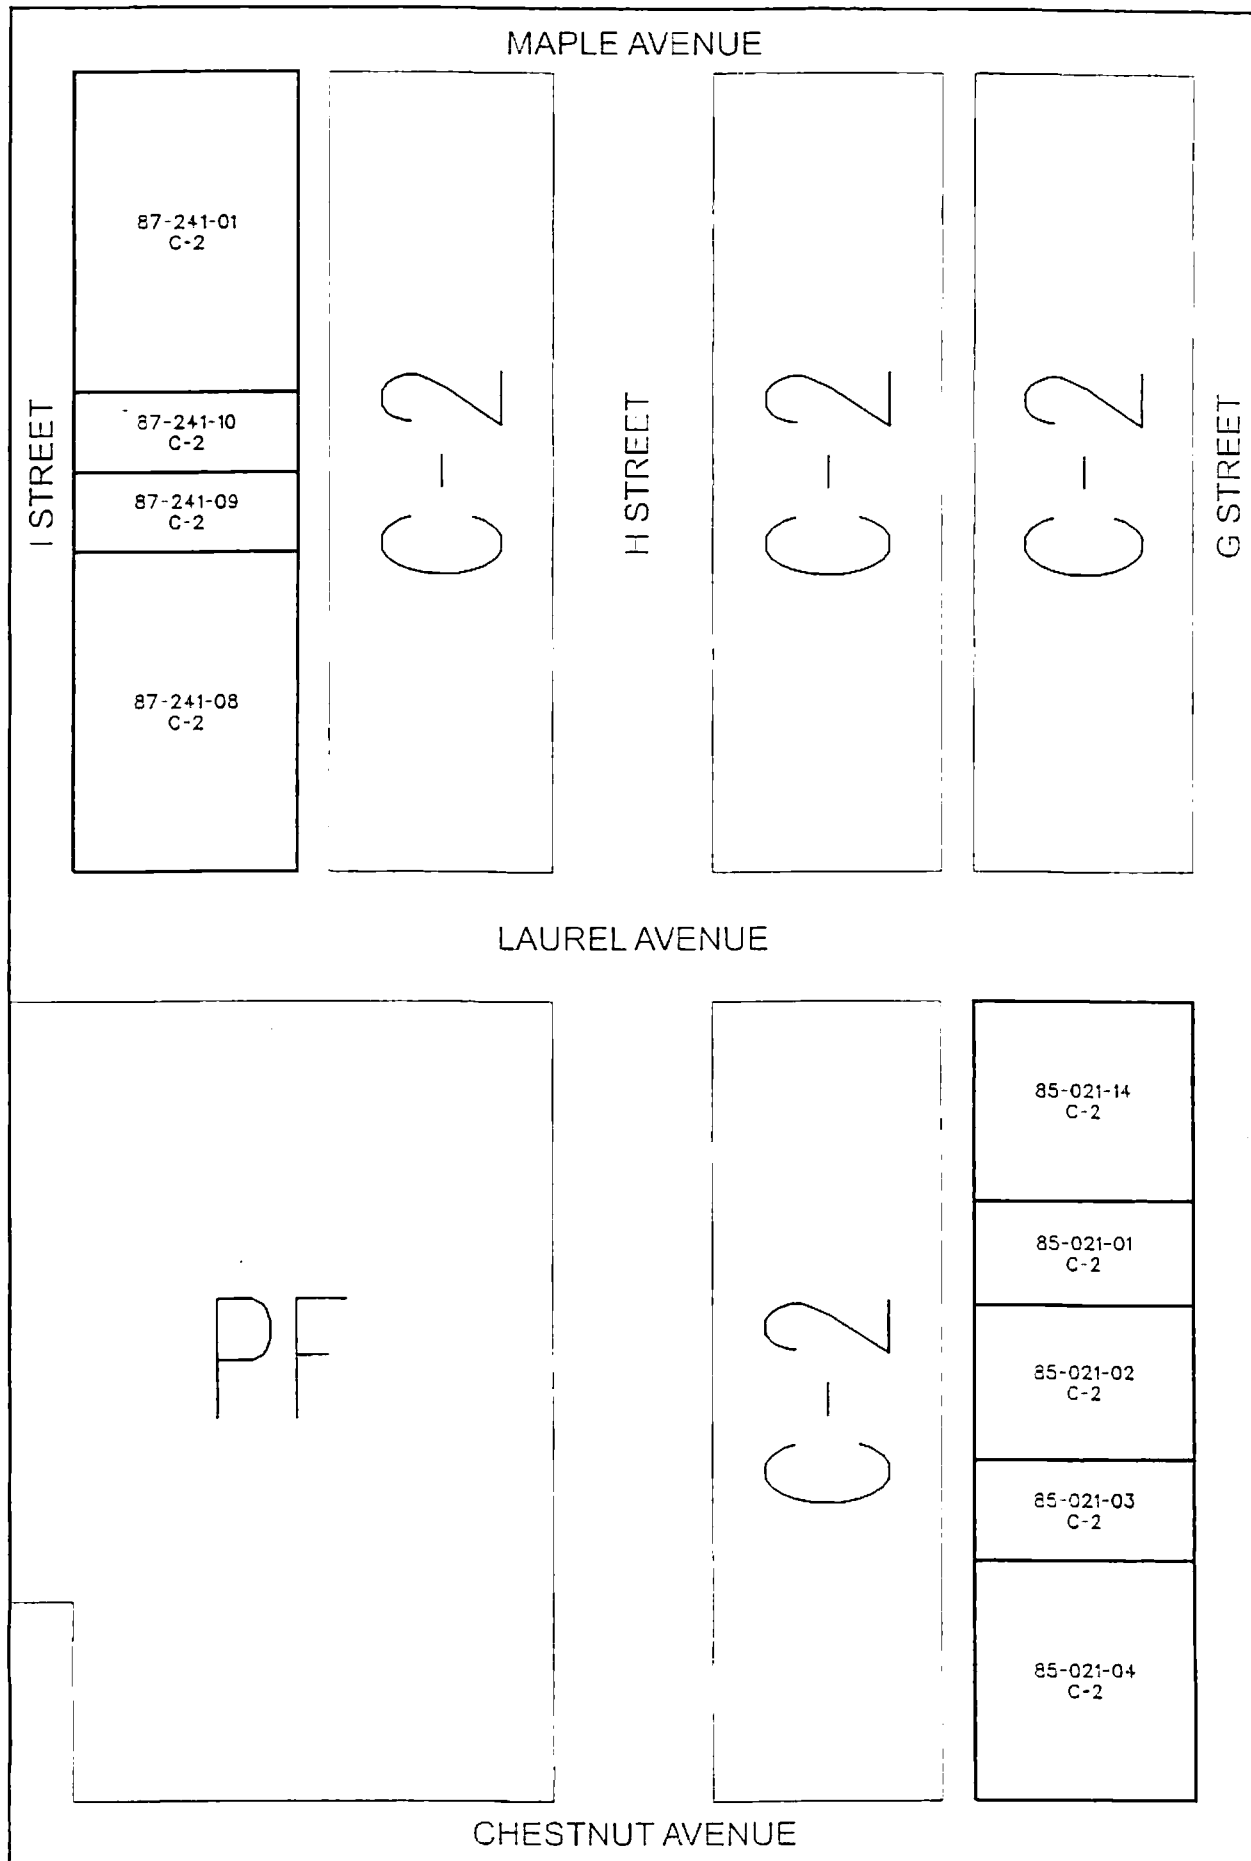 MAPLE AVENUE
87-241-01
C-2
87-241-10
C-2
87-241-09
C-2
87-241-08
C-2
I STREET
C-2
H STREET
C-2
C-2
G STREET
LAUREL AVENUE
PF
C-2
85-021-14
C-2
85-021-01
C-2
85-021-02
C-2
85-021-03
C-2
85-021-04
C-2
CHESTNUT AVENUE